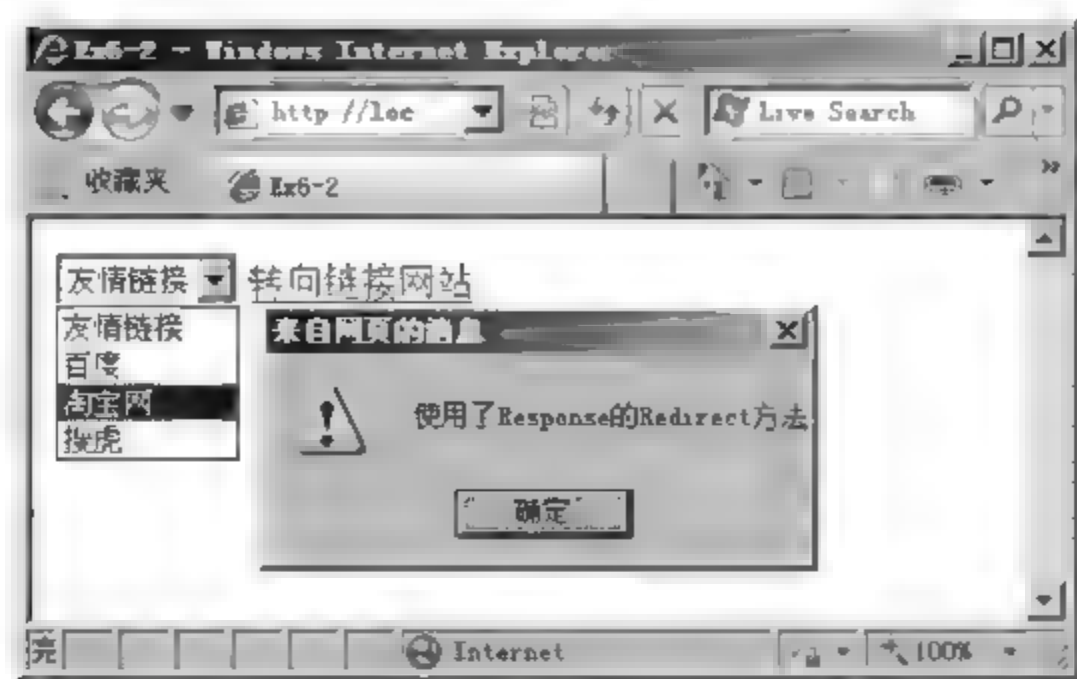 Ex6-2 - Windows Internet Explorer
http //loc
Live Search
收藏夹
Ex6-2
友情链接 转向链接网站
友情链接
百度
淘宝网
搜虎
来自网页的消息
使用了Response的Redirect方法
确定
完
Internet
100%